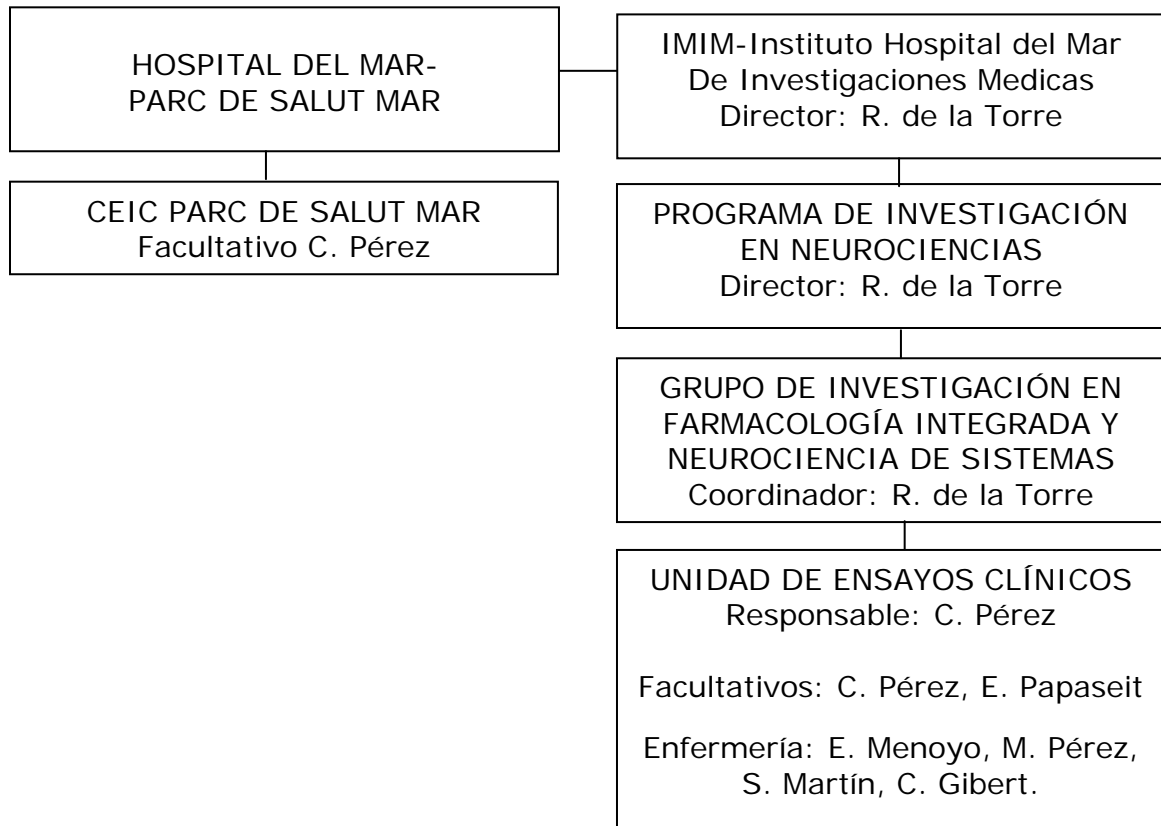 HOSPITAL DEL MAR-
PARC DE SALUT MAR
CEIC PARC DE SALUT MAR
Facultativo C. Pérez
IMIM-Instituto Hospital del Mar
De Investigaciones Medicas
Director: R. de la Torre
PROGRAMA DE INVESTIGACIÓN
EN NEUROCIENCIAS
Director: R. de la Torre
GRUPO DE INVESTIGACIÓN EN
FARMACOLOGÍA INTEGRADA Y
NEUROCIENCIA DE SISTEMAS
Coordinador: R. de la Torre
UNIDAD DE ENSAYOS CLÍNICOS
Responsable: C. Pérez
Facultativos: C. Pérez, E. Papaseit
Enfermería: E. Menoyo, M. Pérez,
S. Martín, C. Gibert.